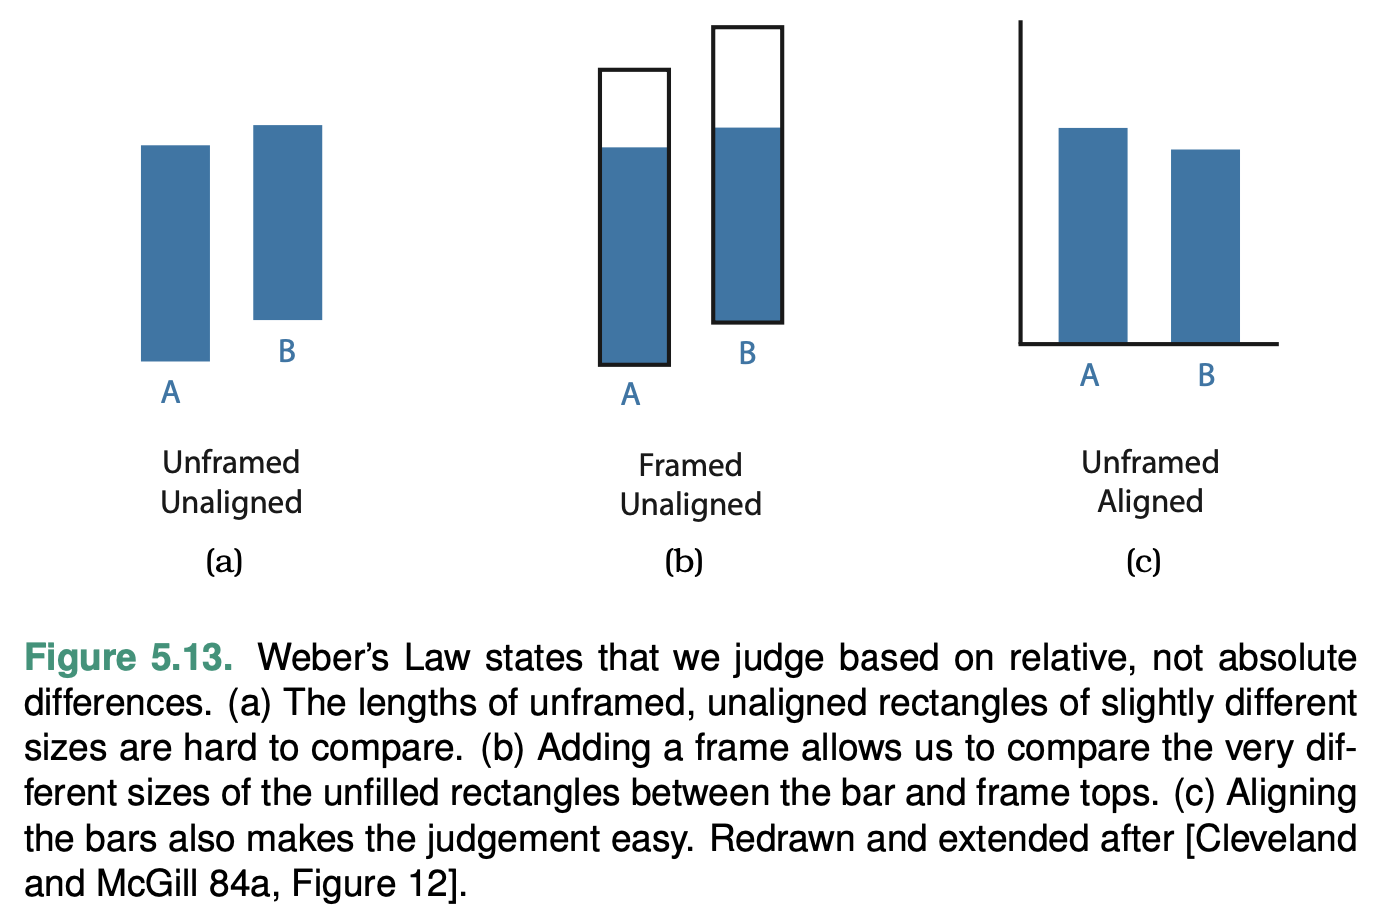 A
B
Unframed
Unaligned
(a)
A
B
Framed
Unaligned
(b)
A
B
Unframed
Aligned
(c)
Figure 5.13. Weber’s Law states that we judge based on relative, not absolute
differences. (a) The lengths of unframed, unaligned rectangles of slightly different
sizes are hard to compare. (b) Adding a frame allows us to compare the very dif-
ferent sizes of the unfilled rectangles between the bar and frame tops. (c) Aligning
the bars also makes the judgement easy. Redrawn and extended after [Cleveland
and McGill 84a, Figure 12].